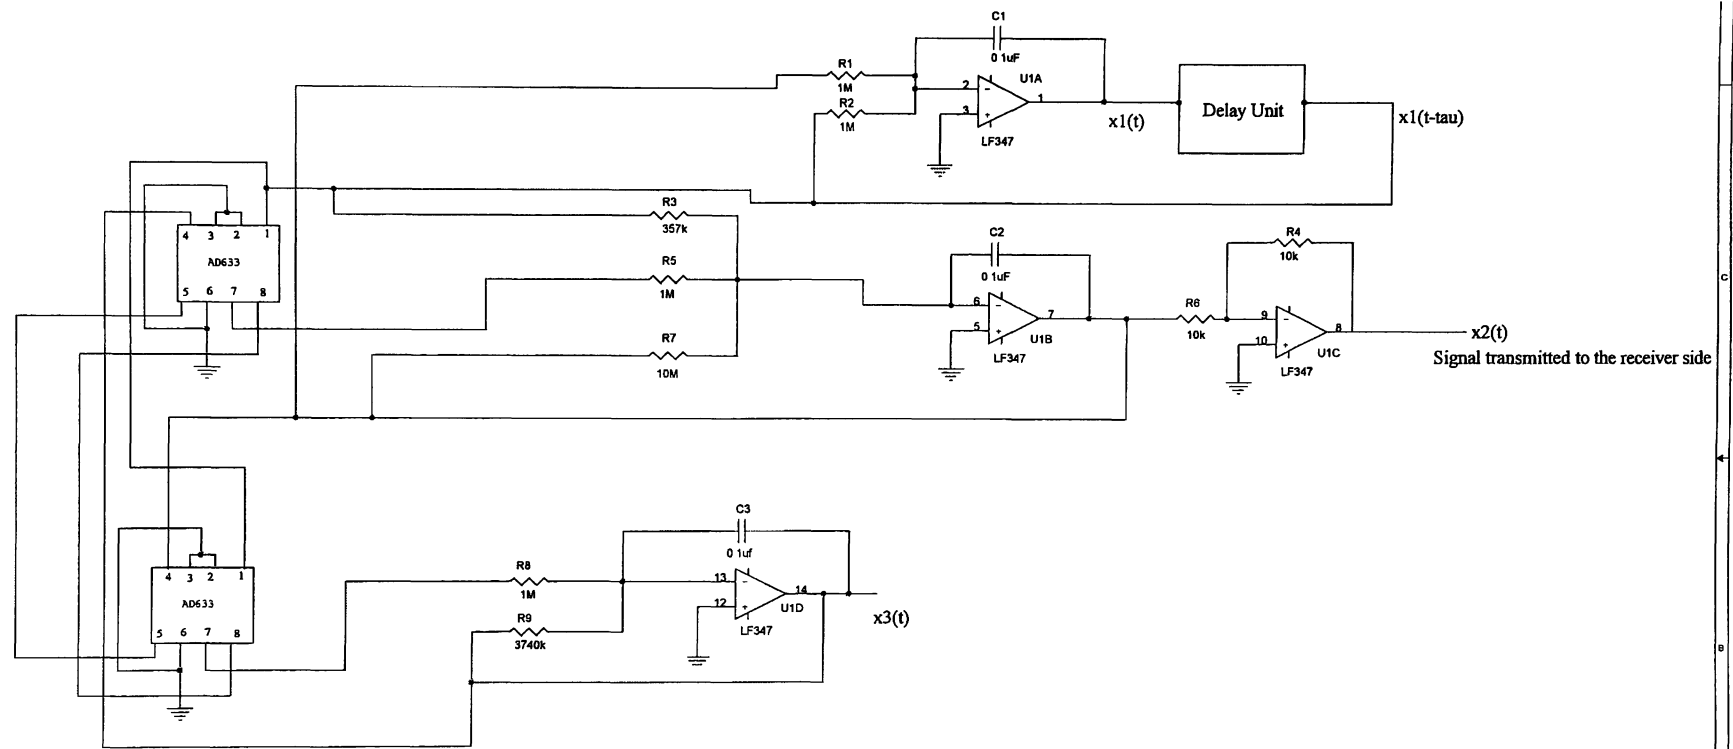 C1
0 1uF
R1
1M
R2
1M
2
3
1
U1A
LF347
x1(t)
Delay Unit
x1(t-tau)
4 3 2 1
AD633
5 6 7 8
R3
357k
R5
1M
R7
10M
C2
0 1uF
6
5
7
U1B
LF347
R4
10k
R6
10k
9
10
8
U1C
LF347
x2(t)
Signal transmitted to the receiver side
C
4 3 2 1
AD633
5 6 7 8
R8
1M
R9
3740k
C3
0 1uf
13
12
14
U1D
LF347
x3(t)
B